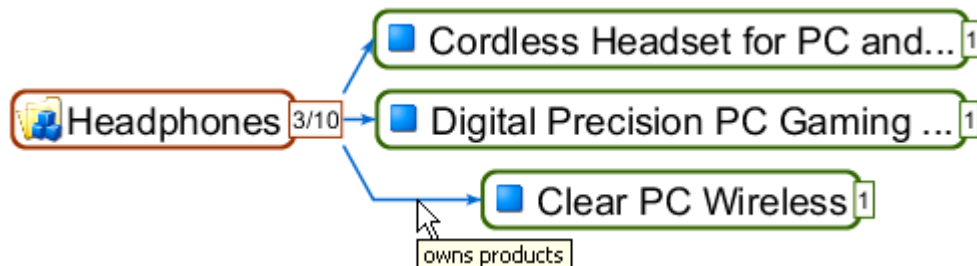 Cordless Headset for PC and...
1
Headphones
3/10
Digital Precision PC Gaming ...
1
Clear PC Wireless
1
owns products